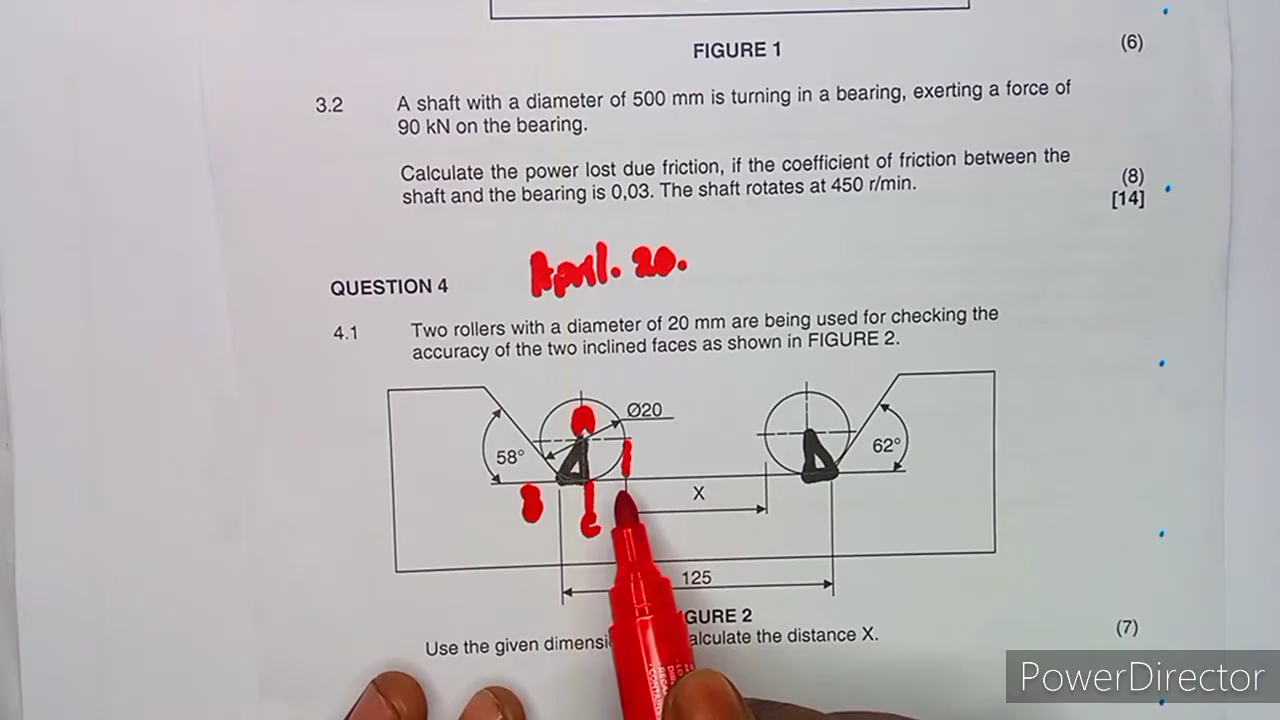 FIGURE 1
(6)
3.2 A shaft with a diameter of 500 mm is turning in a bearing, exerting a force of
90 kN on the bearing.
Calculate the power lost due friction, if the coefficient of friction between the
shaft and the bearing is 0,03. The shaft rotates at 450 r/min.
(8)
[14]
April. 20.
QUESTION 4
4.1 Two rollers with a diameter of 20 mm are being used for checking the
accuracy of the two inclined faces as shown in FIGURE 2.
Ø20
58°
62°
B
C
X
125
GURE 2
Use the given dimensi alculate the distance X.
(7)
PowerDirector